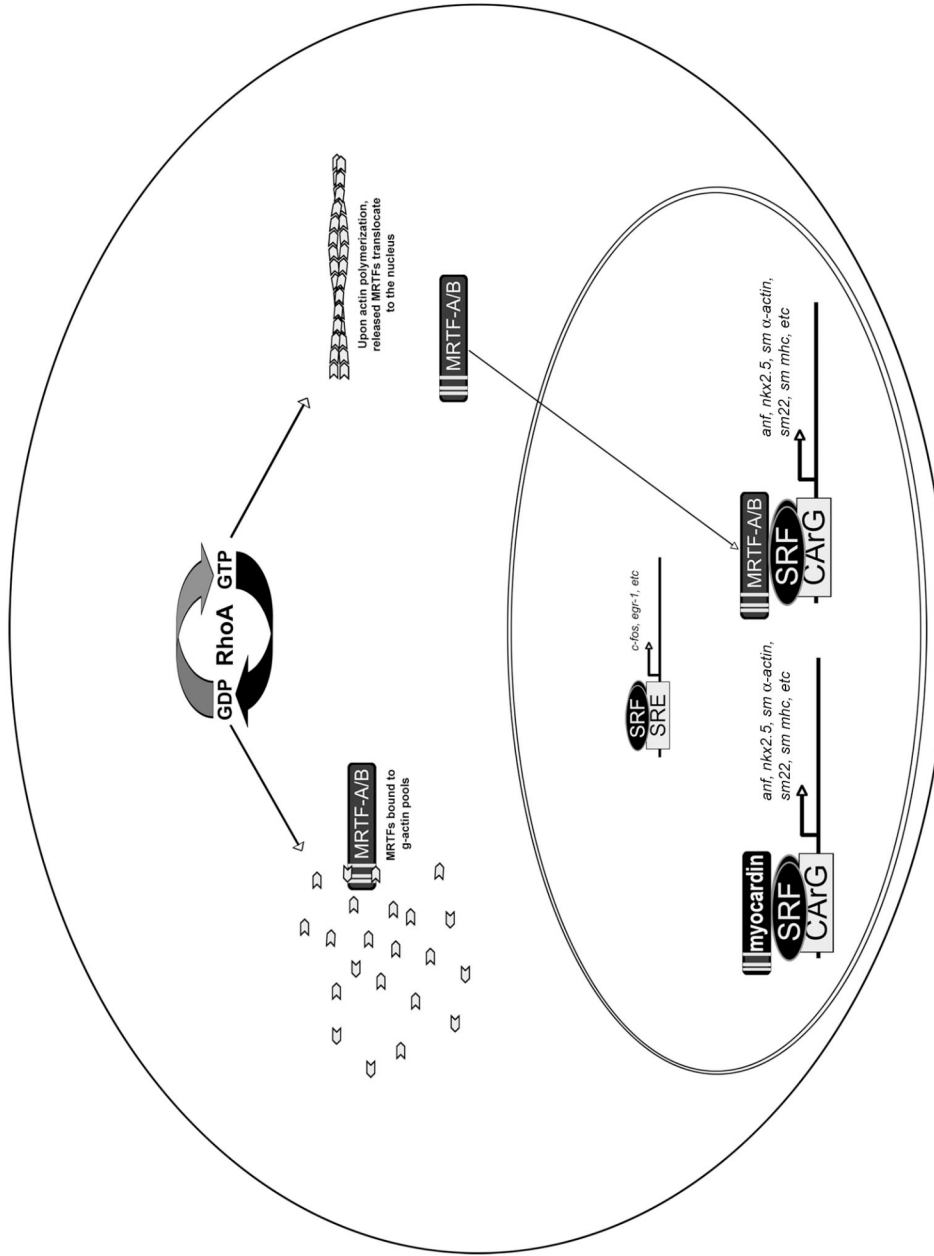 GDP RhoA GTP
MRTF-A/B
MRTFs bound to
g-actin pools
Upon actin polymerization,
released MRTFs translocate
to the nucleus
MRTF-A/B
SRF
SRE
c-fos, egr-1, etc
myocardin
SRF
CArG
anf, nkx2.5, sm α-actin,
sm22, sm mhc, etc
MRTF-A/B
SRF
CArG
anf, nkx2.5, sm α-actin,
sm22, sm mhc, etc